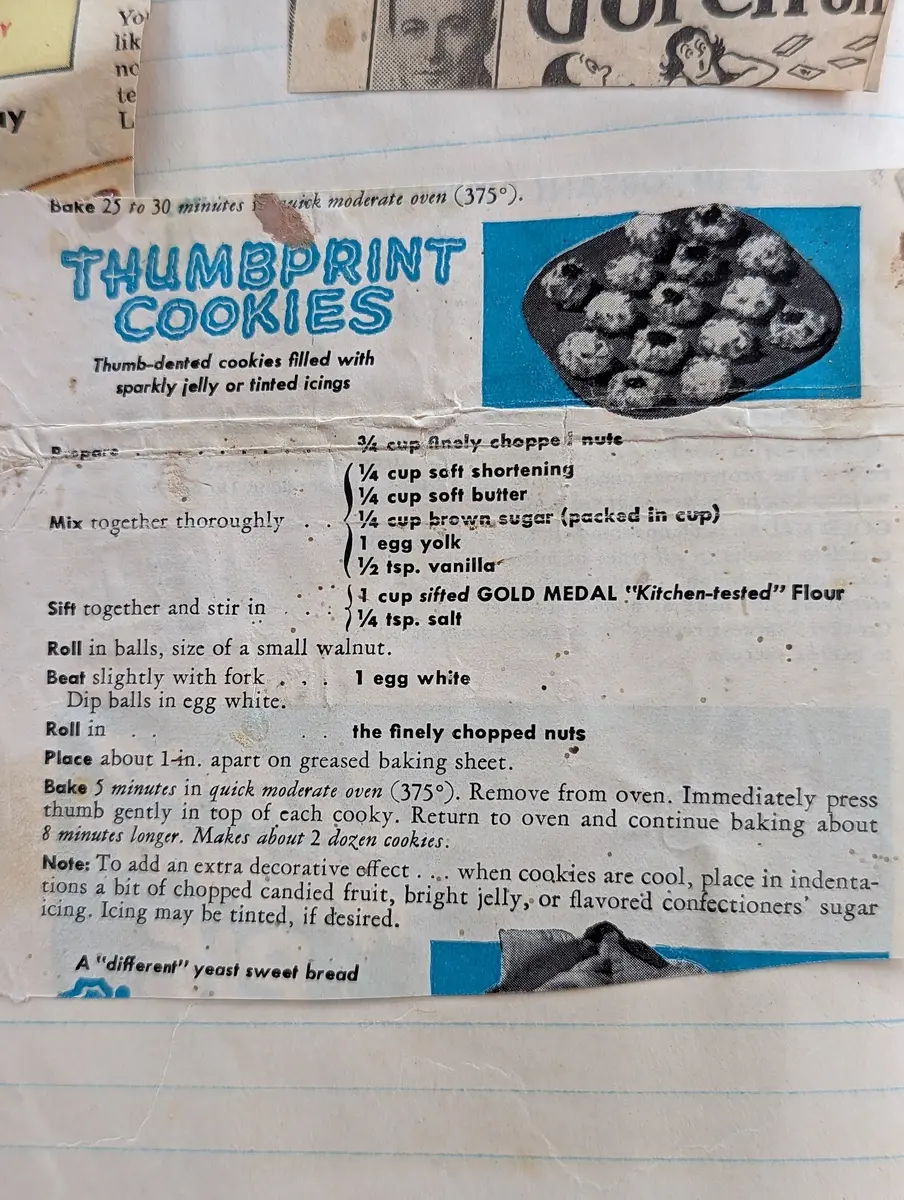 Yo
lik
no
te
L
ay
Bake 25 to 30 minutes quick moderate oven (375°).
THUMBPRINT
COOKIES
Thumb-dented cookies filled with
sparkly jelly or tinted icings
Prepare . . . . . . . . 3/4 cup finely chopped nuts
Mix together thoroughly . . 1/4 cup soft shortening
1/4 cup soft butter
1/4 cup brown sugar (packed in cup)
1 egg yolk
1/2 tsp. vanilla
Sift together and stir in . . . 1 cup sifted GOLD MEDAL "Kitchen-tested" Flour
1/4 tsp. salt
Roll in balls, size of a small walnut.
Beat slightly with fork . . . 1 egg white
Dip balls in egg white.
Roll in . . . . the finely chopped nuts
Place about 1-in. apart on greased baking sheet.
Bake 5 minutes in quick moderate oven (375°). Remove from oven. Immediately press
thumb gently in top of each cooky. Return to oven and continue baking about
8 minutes longer. Makes about 2 dozen cookies.
Note: To add an extra decorative effect . . . when cookies are cool, place in indenta-
tions a bit of chopped candied fruit, bright jelly, or flavored confectioners' sugar
icing. Icing may be tinted, if desired.
A "different" yeast sweet bread